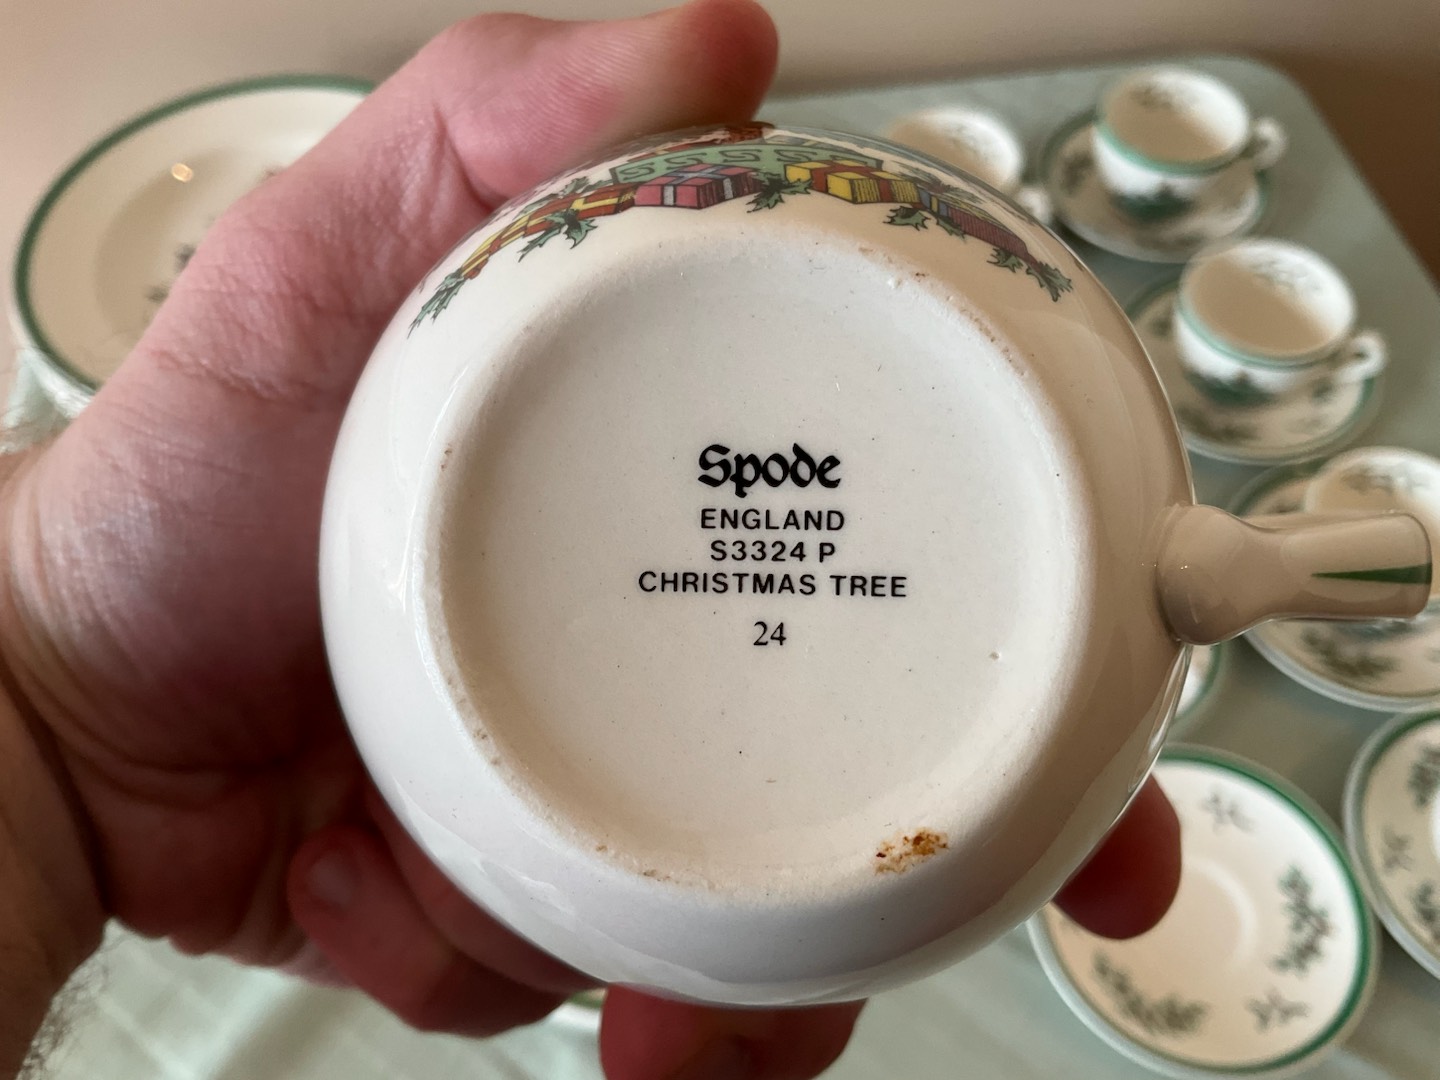 Spode
ENGLAND
S3324 P
CHRISTMAS TREE
24